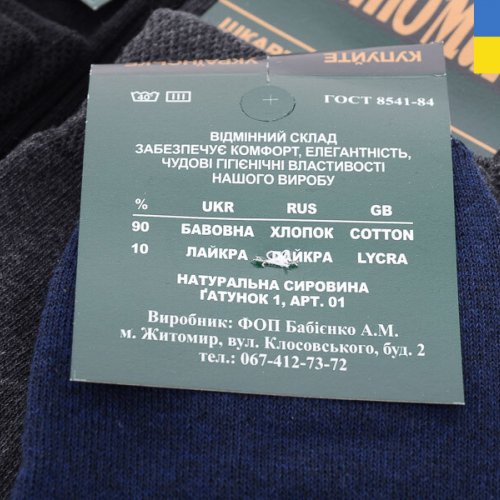 КУПУЙТЕ
УКРАЇНСЬКЕ
40
ГОСТ 8541-84
ВІДМІННИЙ СКЛАД
ЗАБЕЗПЕЧУЄ КОМФОРТ, ЕЛЕГАНТНІСТЬ,
ЧУДОВІ ГІГІЄНІЧНІ ВЛАСТИВОСТІ
НАШОГО ВИРОБУ
% UKR RUS GB
90 БАВОВНА ХЛОПОК COTTON
10 ЛАЙКРА ЛАЙКРА LYCRA
НАТУРАЛЬНА СИРОВИНА
ҐАТУНОК 1, АРТ. 01
Виробник: ФОП Бабієнко А.М.
м. Житомир, вул. Клосовського, буд. 2
тел.: 067-412-73-72